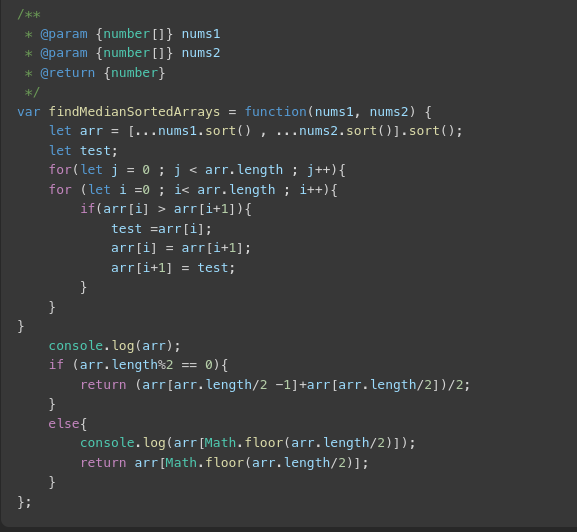 /**
 * @param {number[]} nums1
 * @param {number[]} nums2
 * @return {number}
 */
var findMedianSortedArrays = function(nums1, nums2) {
    let arr = [...nums1.sort() , ...nums2.sort()].sort();
    let test;
    for(let j = 0 ; j < arr.length ; j++){
    for (let i =0 ; i< arr.length ; i++){
        if(arr[i] > arr[i+1]){
            test =arr[i];
            arr[i] = arr[i+1];
            arr[i+1] = test;
        }
    }
}
    console.log(arr);
    if (arr.length%2 == 0){
        return (arr[arr.length/2 -1]+arr[arr.length/2])/2;
    }
    else{
        console.log(arr[Math.floor(arr.length/2)]);
        return arr[Math.floor(arr.length/2)];
    }
};